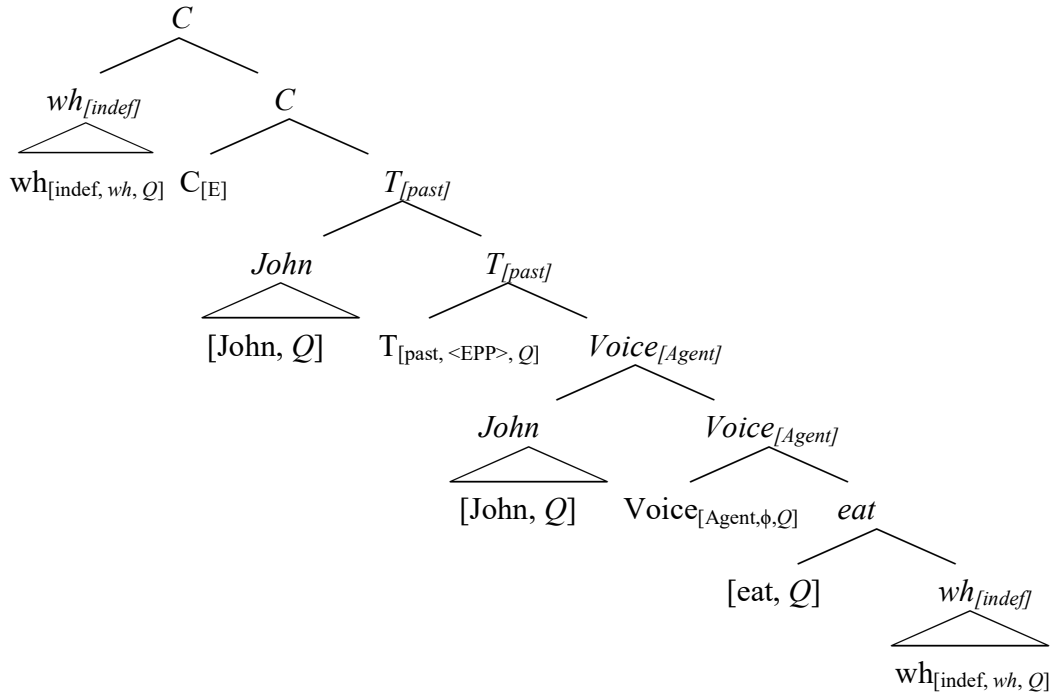 C
wh[indef] C
wh[indef, wh, Q] C[E] T[past]
John T[past]
[John, Q] T[past, <EPP>, Q] Voice[Agent]
John Voice[Agent]
[John, Q] Voice[Agent,ϕ,Q] eat
[eat, Q] wh[indef]
wh[indef, wh, Q]